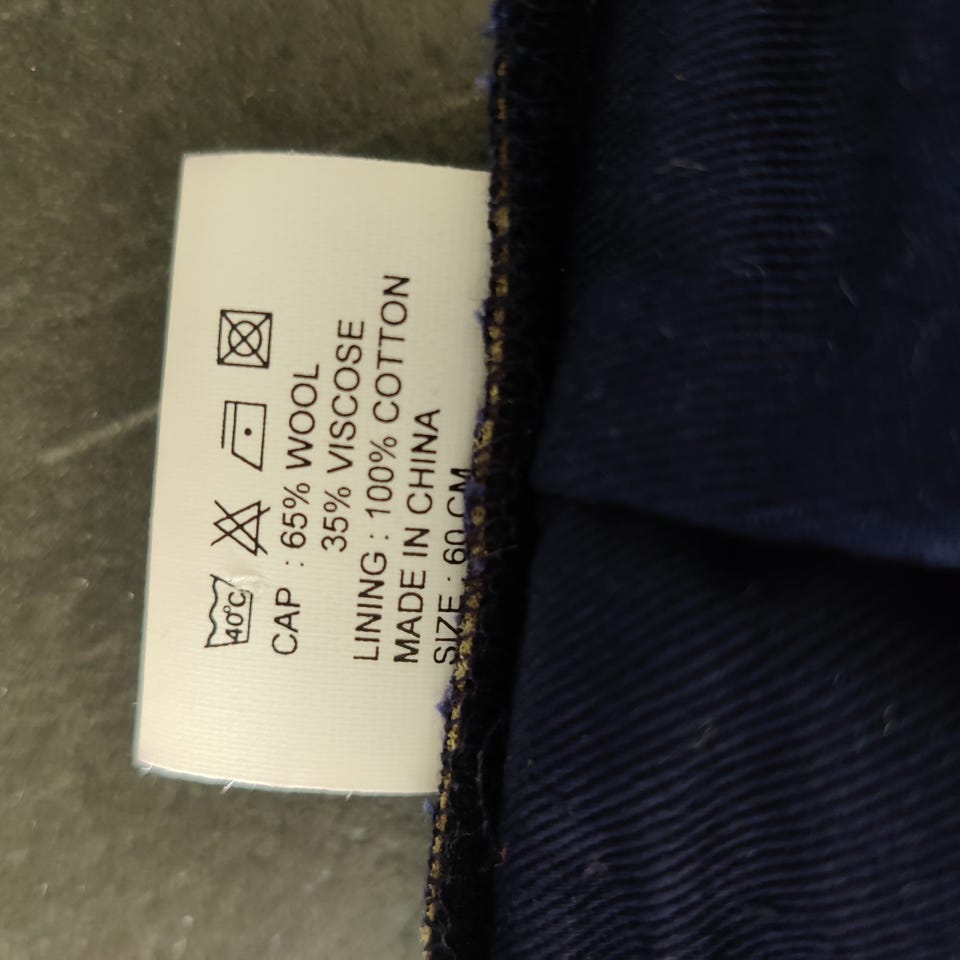 40°C
CAP : 65% WOOL
35% VISCOSE
LINING : 100% COTTON
MADE IN CHINA
SIZE : 60 CM